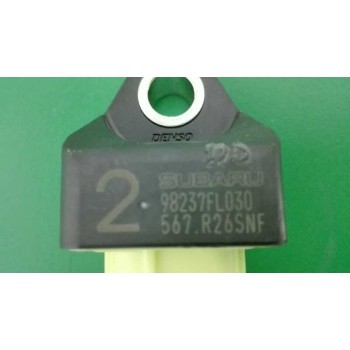 DENSO
2
SUBARU
98237FL030
567.R26SNF